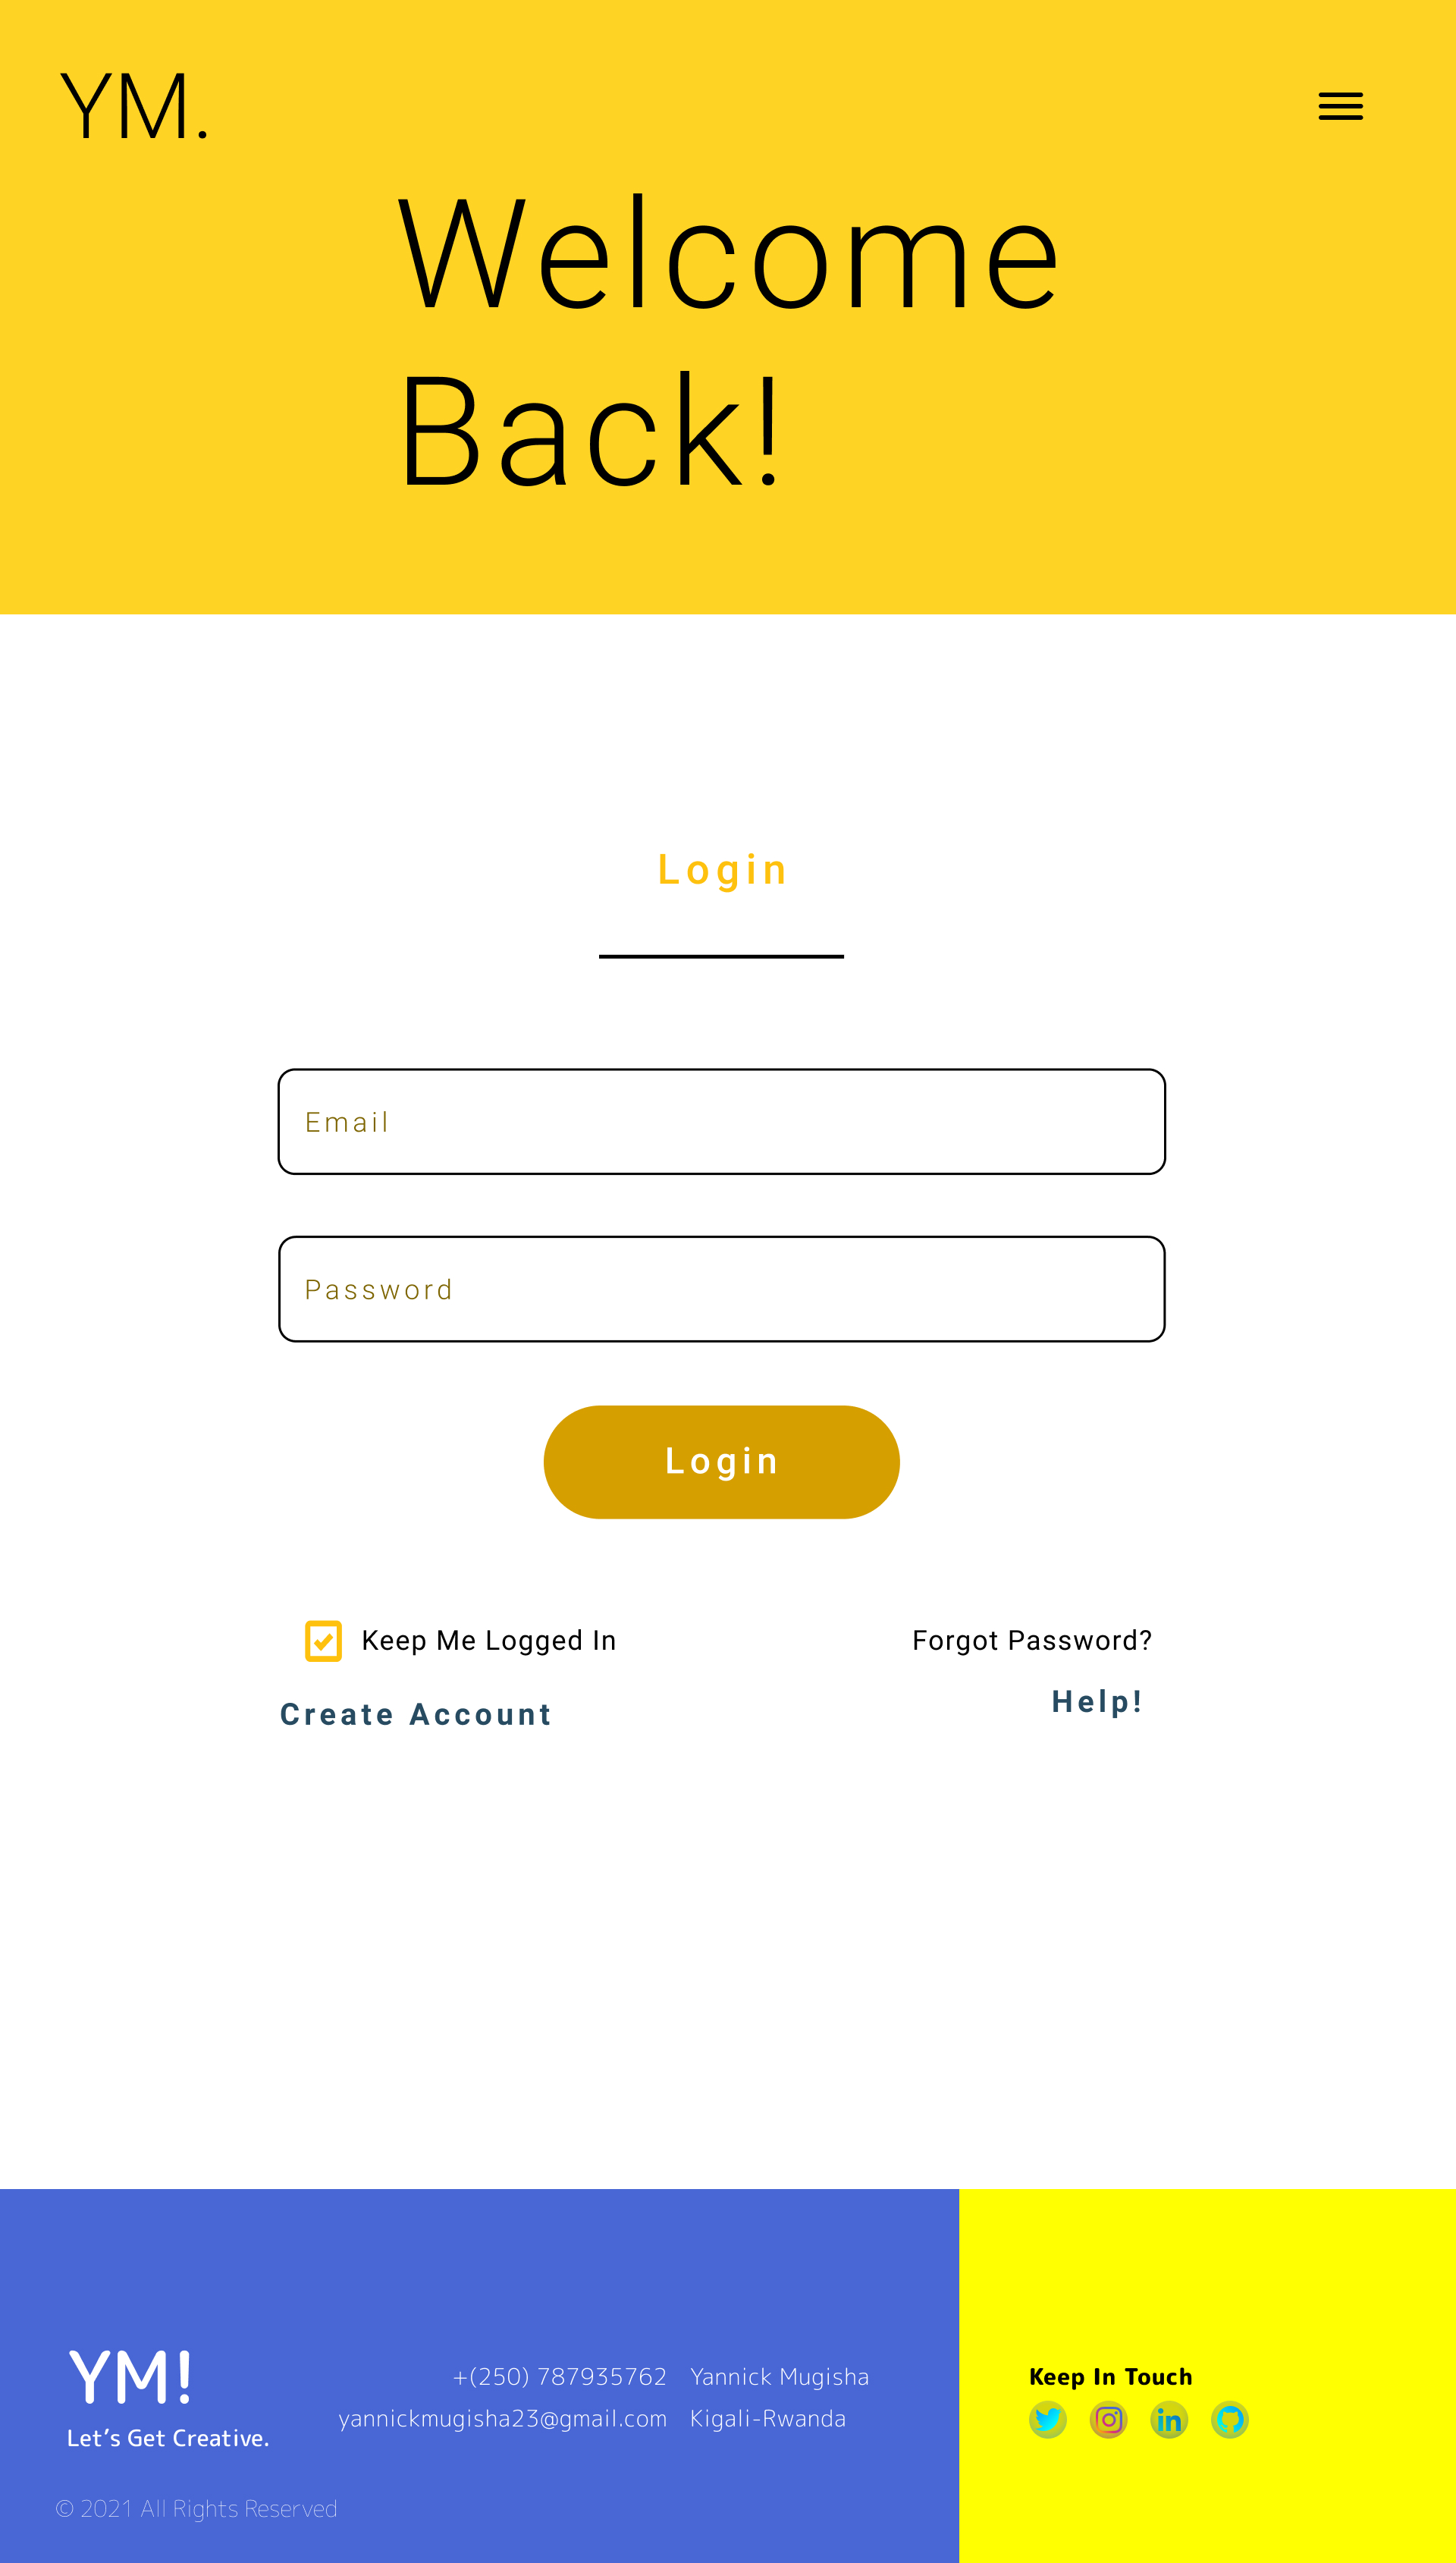 YM.
Welcome
Back!
Login
Email
Password
Login
Keep Me Logged In
Forgot Password?
Create Account
Help!
YM!
Let’s Get Creative.
+(250) 787935762
yannickmugisha23@gmail.com
Yannick Mugisha
Kigali-Rwanda
© 2021 All Rights Reserved
Keep In Touch
in